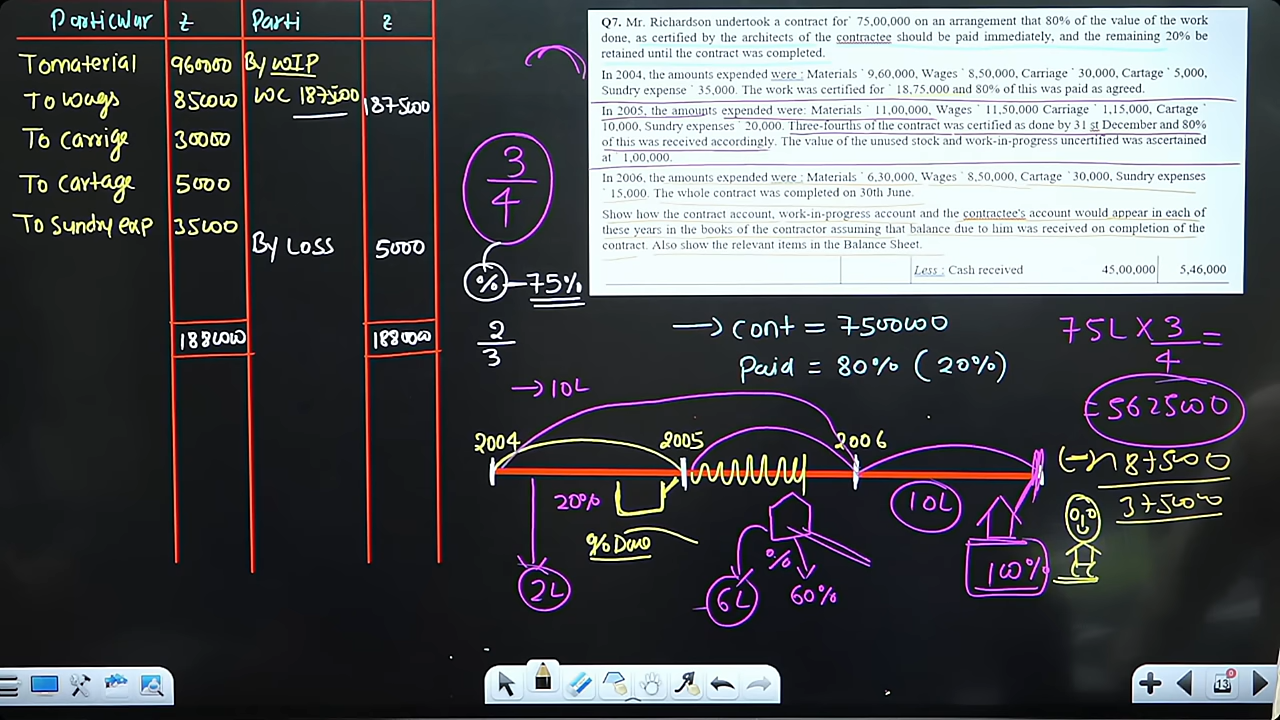 Particular ₹ Parti ₹
To material 960000 By WIP
To wags 850000 WC 1875000 1875000
To Carrige 30000
To Cartage 5000
To Sundry exp 35000
By Loss 5000
1880000 1880000
Q7. Mr. Richardson undertook a contract for ` 75,00,000 on an arrangement that 80% of the value of the work
done, as certified by the architects of the contractee should be paid immediately, and the remaining 20% be
retained until the contract was completed.
In 2004, the amounts expended were : Materials ` 9,60,000, Wages ` 8,50,000, Carriage ` 30,000, Cartage ` 5,000,
Sundry expense ` 35,000. The work was certified for ` 18,75,000 and 80% of this was paid as agreed.
In 2005, the amounts expended were: Materials ` 11,00,000, Wages ` 11,50,000 Carriage ` 1,15,000, Cartage `
10,000, Sundry expenses ` 20,000. Three-fourths of the contract was certified as done by 31 st December and 80%
of this was received accordingly. The value of the unused stock and work-in-progress uncertified was ascertained
at ` 1,00,000.
In 2006, the amounts expended were : Materials ` 6,30,000, Wages ` 8,50,000, Cartage ` 30,000, Sundry expenses
` 15,000. The whole contract was completed on 30th June.
Show how the contract account, work-in-progress account and the contractee's account would appear in each of
these years in the books of the contractor assuming that balance due to him was received on completion of the
contract. Also show the relevant items in the Balance Sheet.
Less : Cash received 45,00,000 5,46,000
3
4
% - 75%
2
3
→ Cont = 7500000
Paid = 80% (20%)
75L × 3
4 =
= 5625000
(-) 1875000
3750000
→ 10L
2004 2005 2006
20%
% Done
2L
%
6L 60%
10L
100%
13